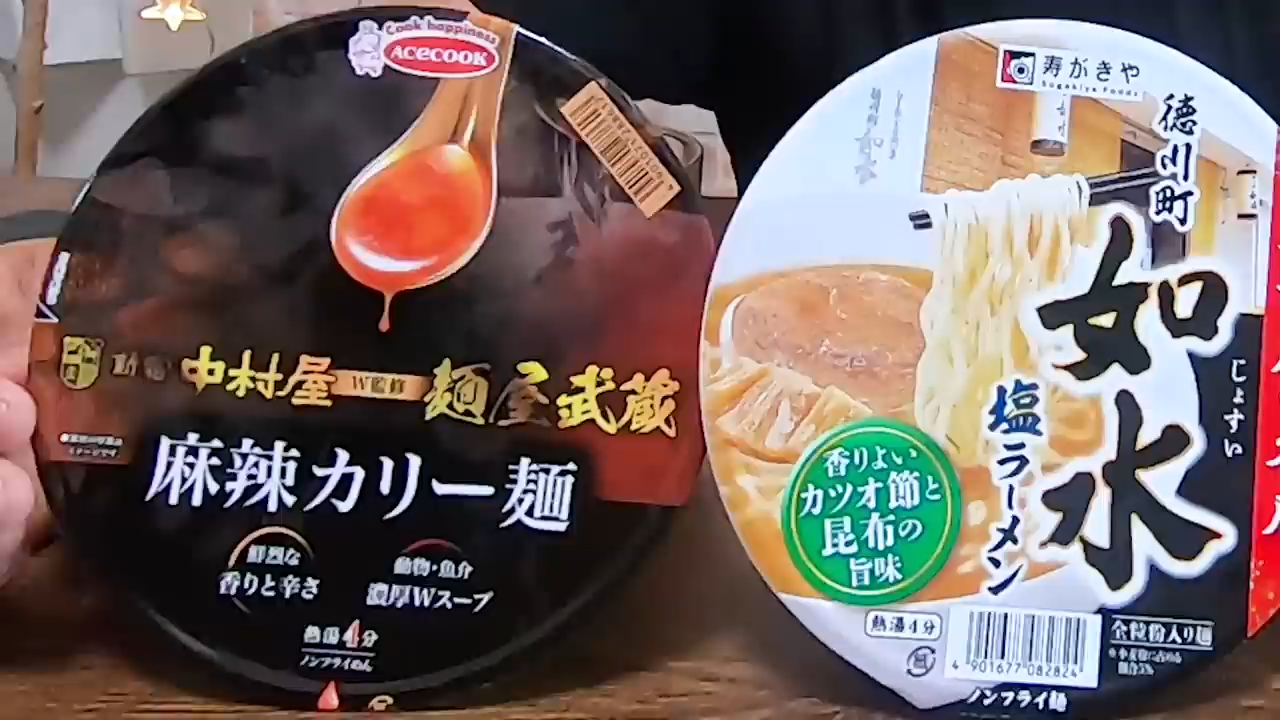 Cook happiness
Acecook
中村屋
W監修
麺屋武蔵
麻辣カリー麺
鮮烈な
香りと辛さ
動物・魚介
濃厚Wスープ
熱湯4分
ノンフライめん
寿がきや
Sugakiya Foods
徳川町
如水
じょすい
塩ラーメン
香りよい
カツオ節と
昆布の
旨味
熱湯4分
4 901677 082824
全粒粉入り麺
ノンフライ麺